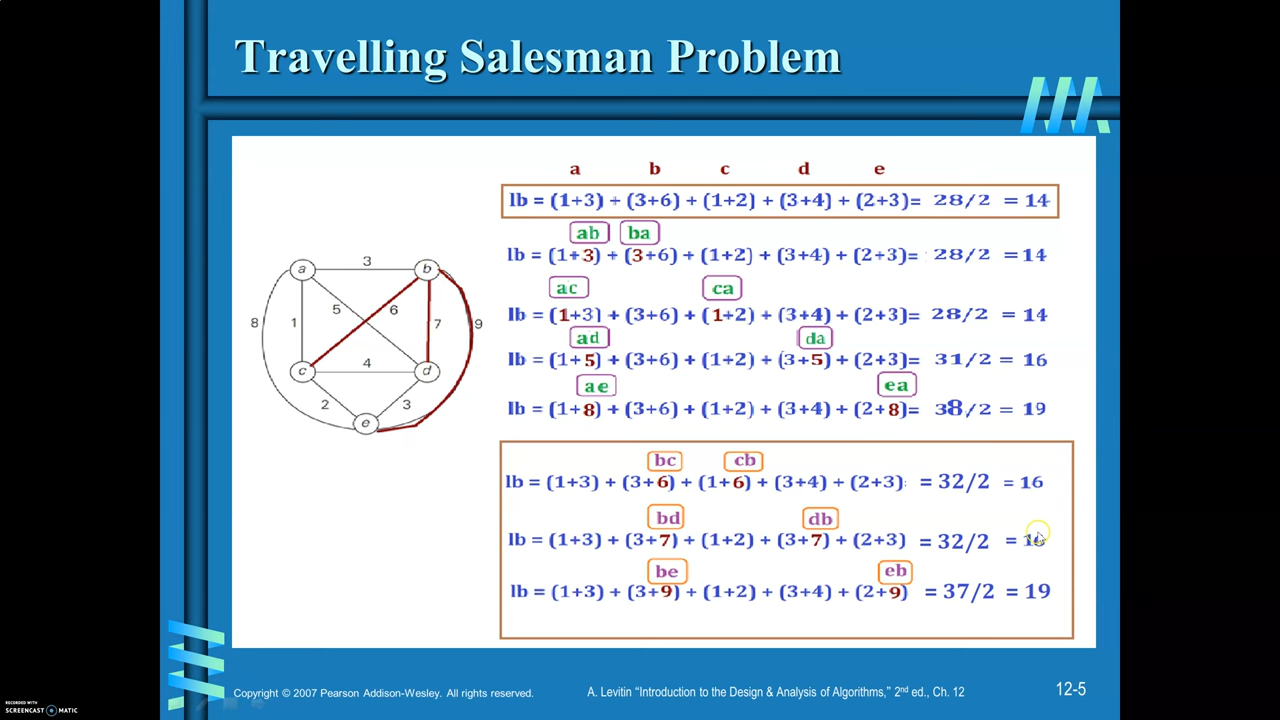 Travelling Salesman Problem
a b c d e
lb = (1+3) + (3+6) + (1+2) + (3+4) + (2+3)= 28/2 = 14
ab ba
lb = (1+3) + (3+6) + (1+2) + (3+4) + (2+3)= 28/2 = 14
ac ca
lb = (1+3) + (3+6) + (1+2) + (3+4) + (2+3)= 28/2 = 14
ad da
lb = (1+5) + (3+6) + (1+2) + (3+5) + (2+3)= 31/2 = 16
ae ea
lb = (1+8) + (3+6) + (1+2) + (3+4) + (2+8)= 38/2 = 19
bc cb
lb = (1+3) + (3+6) + (1+6) + (3+4) + (2+3) = 32/2 = 16
bd db
lb = (1+3) + (3+7) + (1+2) + (3+7) + (2+3) = 32/2 = 16
be eb
lb = (1+3) + (3+9) + (1+2) + (3+4) + (2+9) = 37/2 = 19
a 3 b
5 6
8 1 7 9
c 4 d
2 3
e
Copyright © 2007 Pearson Addison-Wesley. All rights reserved.
A. Levitin “Introduction to the Design & Analysis of Algorithms,” 2nd ed., Ch. 12
12-5
RECORDED WITH
SCREENCAST MATIC